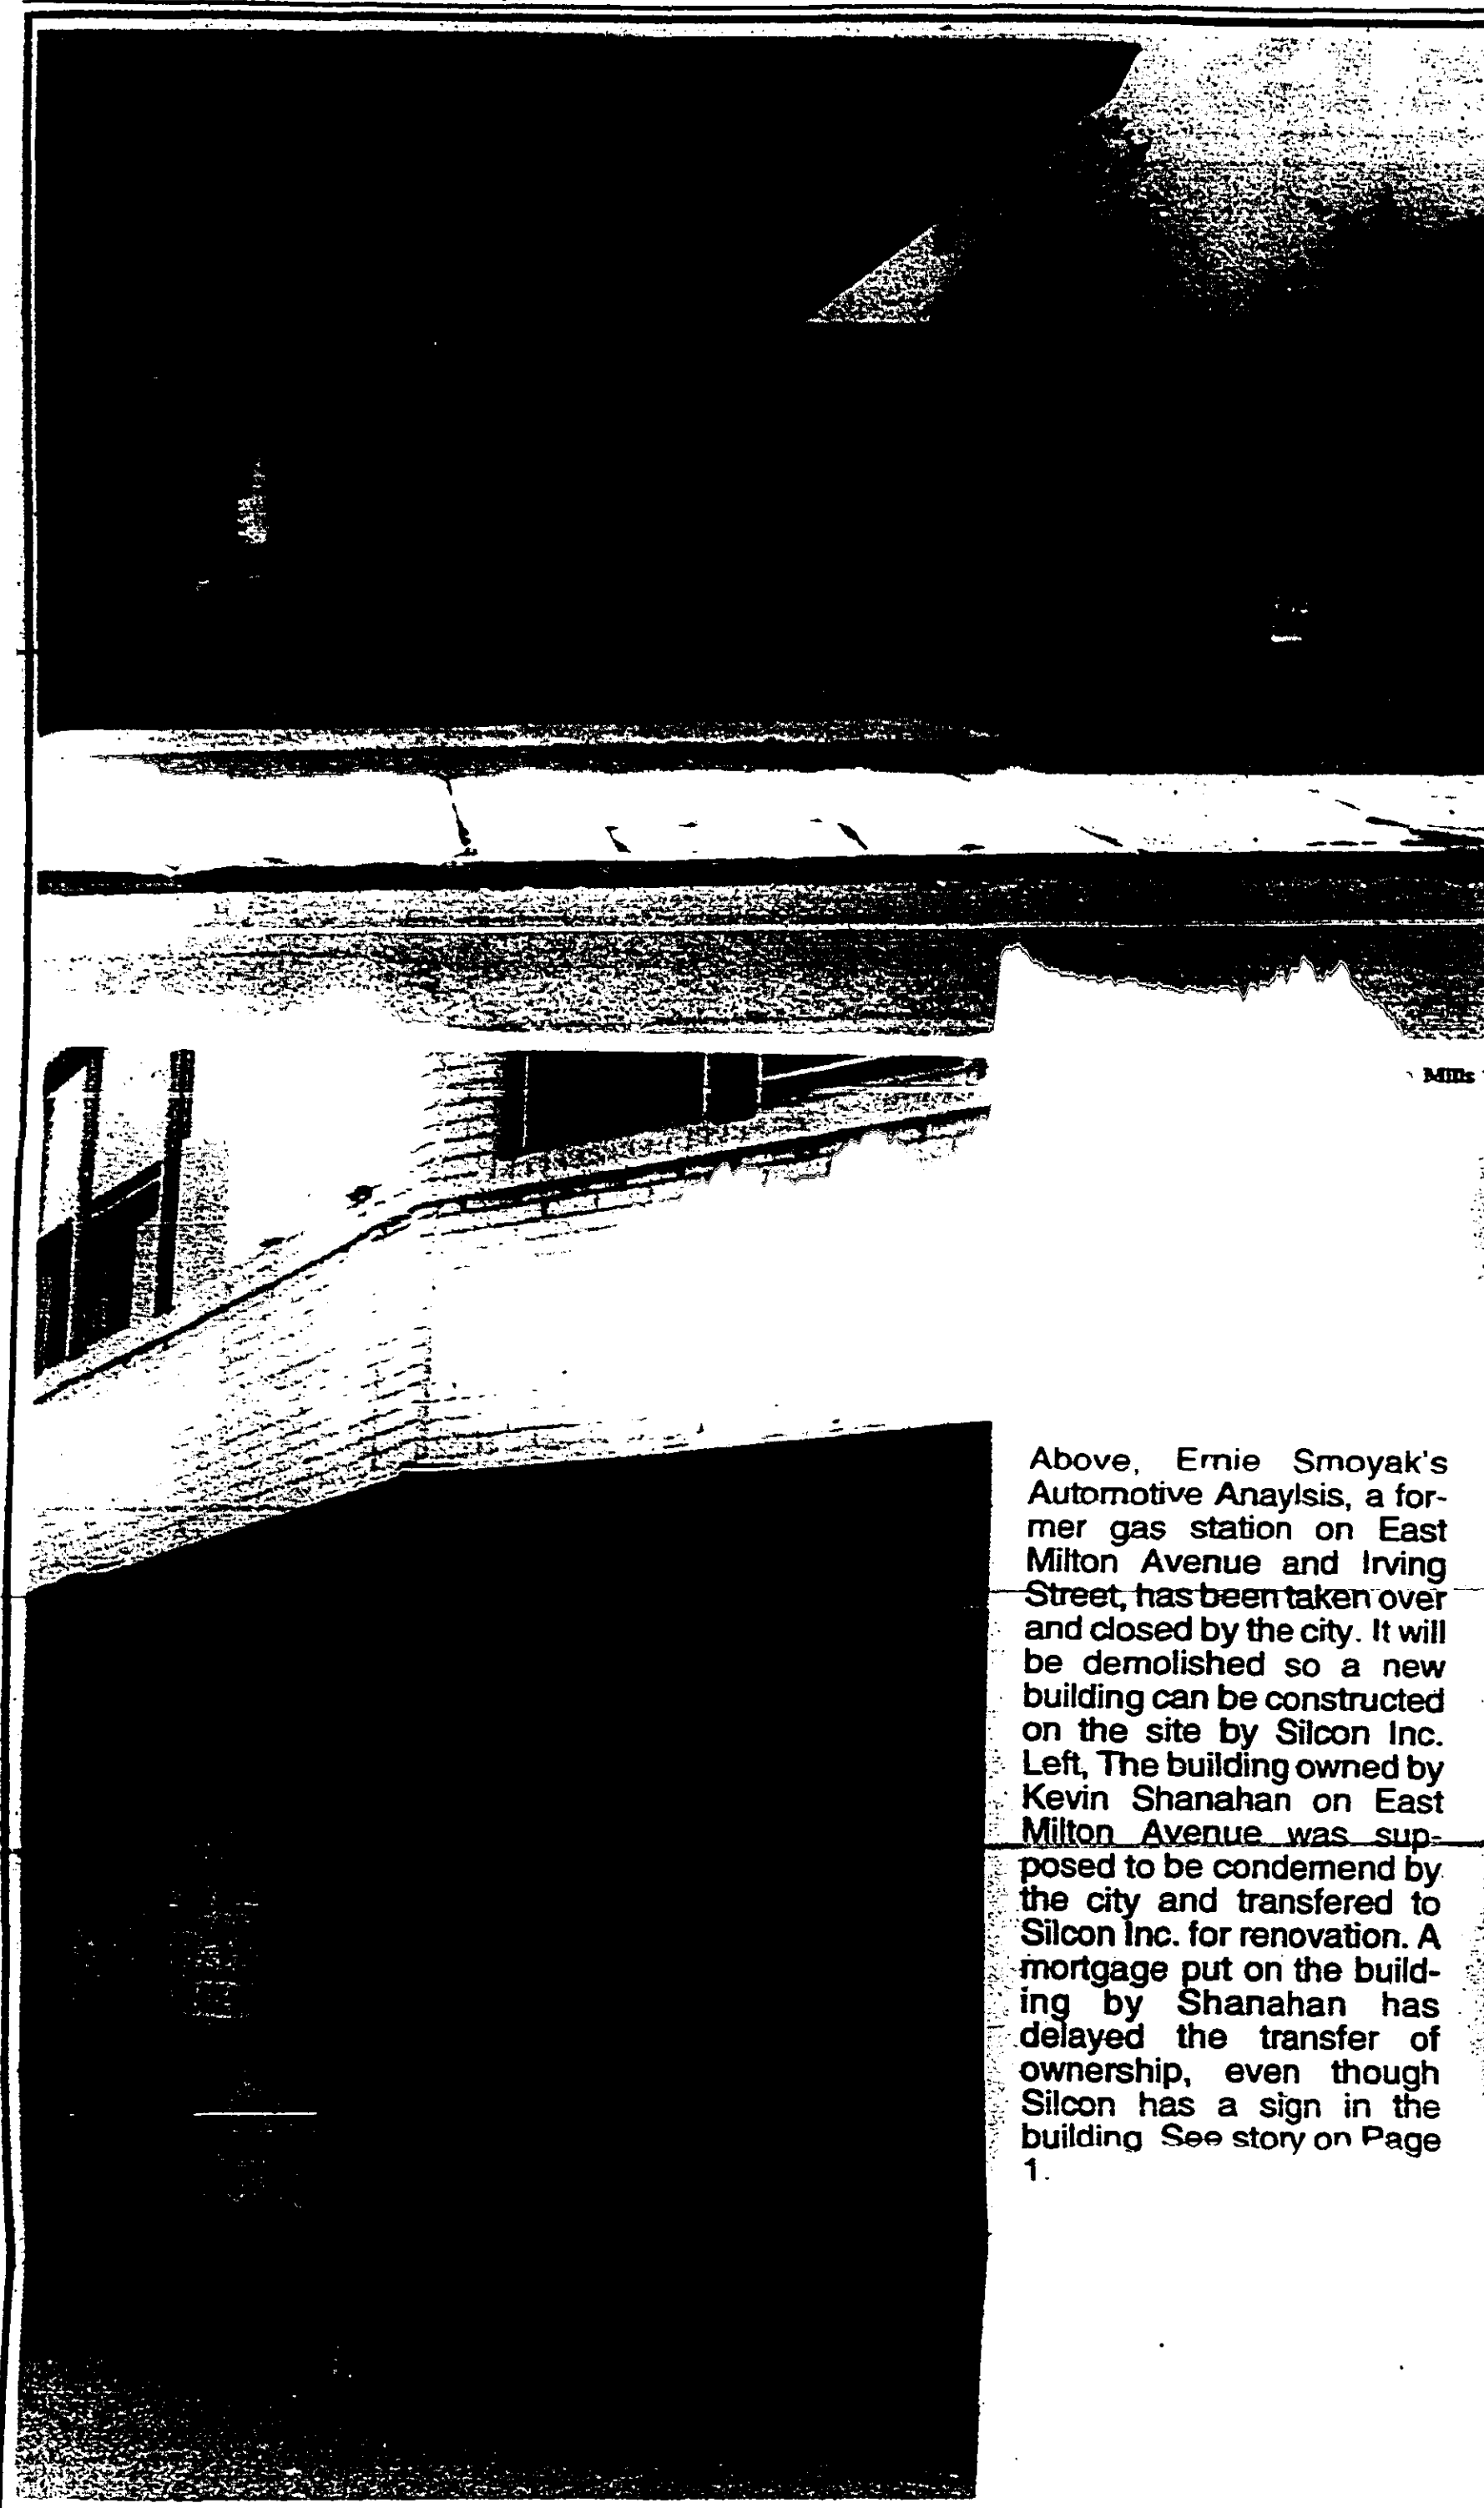 Mills
Above, Ernie Smoyak's
Automotive Anaylsis, a for-
mer gas station on East
Milton Avenue and Irving
Street, has been taken over
and closed by the city. It will
be demolished so a new
building can be constructed
on the site by Silcon Inc.
Left, The building owned by
Kevin Shanahan on East
Milton Avenue was sup-
posed to be condemend by
the city and transfered to
Silcon Inc. for renovation. A
mortgage put on the build-
ing by Shanahan has
delayed the transfer of
ownership, even though
Silcon has a sign in the
building See story on Page
1.